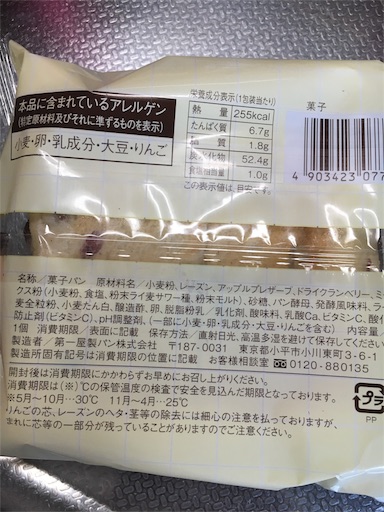 本品に含まれているアレルゲン
(特定原材料及びそれに準ずるものを表示)
小麦・卵・乳成分・大豆・りんご
栄養成分表示(1包装当たり)
熱量 255kcal
たんぱく質 6.7g
脂質 1.8g
炭水化物 52.4g
食塩相当量 1.0g
この表示値は、目安です。
菓子
4 903423 077
名称/菓子パン 原材料名/小麦粉、レーズン、アップルプレザーブ、ドライクランベリー、ミ
クス粉(小麦粉、食塩、粉末ライ麦サワー種、粉末モルト)、砂糖、パン酵母、発酵風味料、ラ
麦全粒粉、小麦たん白、醸造酢、卵、脱脂粉乳/乳化剤、酸味料、乳酸Ca、ビタミンC、酸
防止剤(ビタミンC)、pH調整剤、(一部に小麦・卵・乳成分・大豆・りんごを含む) 内容量
1個 消費期限/表面に記載 保存方法/直射日光、高温多湿を避けて保存してください
製造者/第一屋製パン株式会社 〒187-0031 東京都小平市小川東町3-6-1
製造所固有記号は消費期限の位置に記載 お客様相談室 0120-880135
開封後は消費期限にかかわらずお早めにお召し上がりください。
消費期限は(※)℃の保管温度の検査で安全を見込んだ期限となっております。
※5月~10月…30℃ 11月~4月…25℃
りんごの芯、レーズンのヘタ・茎等の除去には細心の注意を払っておりますが、
まれに芯等の一部分が残っていることがありますのでご注意ください。
プラ
PP